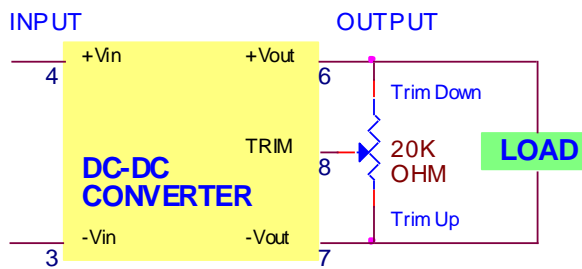 INPUT OUTPUT
+Vin +Vout
4 6
Trim Down
TRIM
8
20K
OHM
LOAD
DC-DC
CONVERTER
Trim Up
-Vin -Vout
3 7